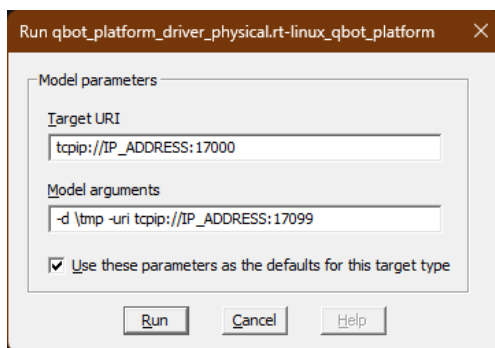 Run qbot_platform_driver_physical.rt-linux_qbot_platform
Model parameters
Target URI
tcpip://IP_ADDRESS:17000
Model arguments
-d \tmp -uri tcpip://IP_ADDRESS:17099
Use these parameters as the defaults for this target type
Run Cancel Help